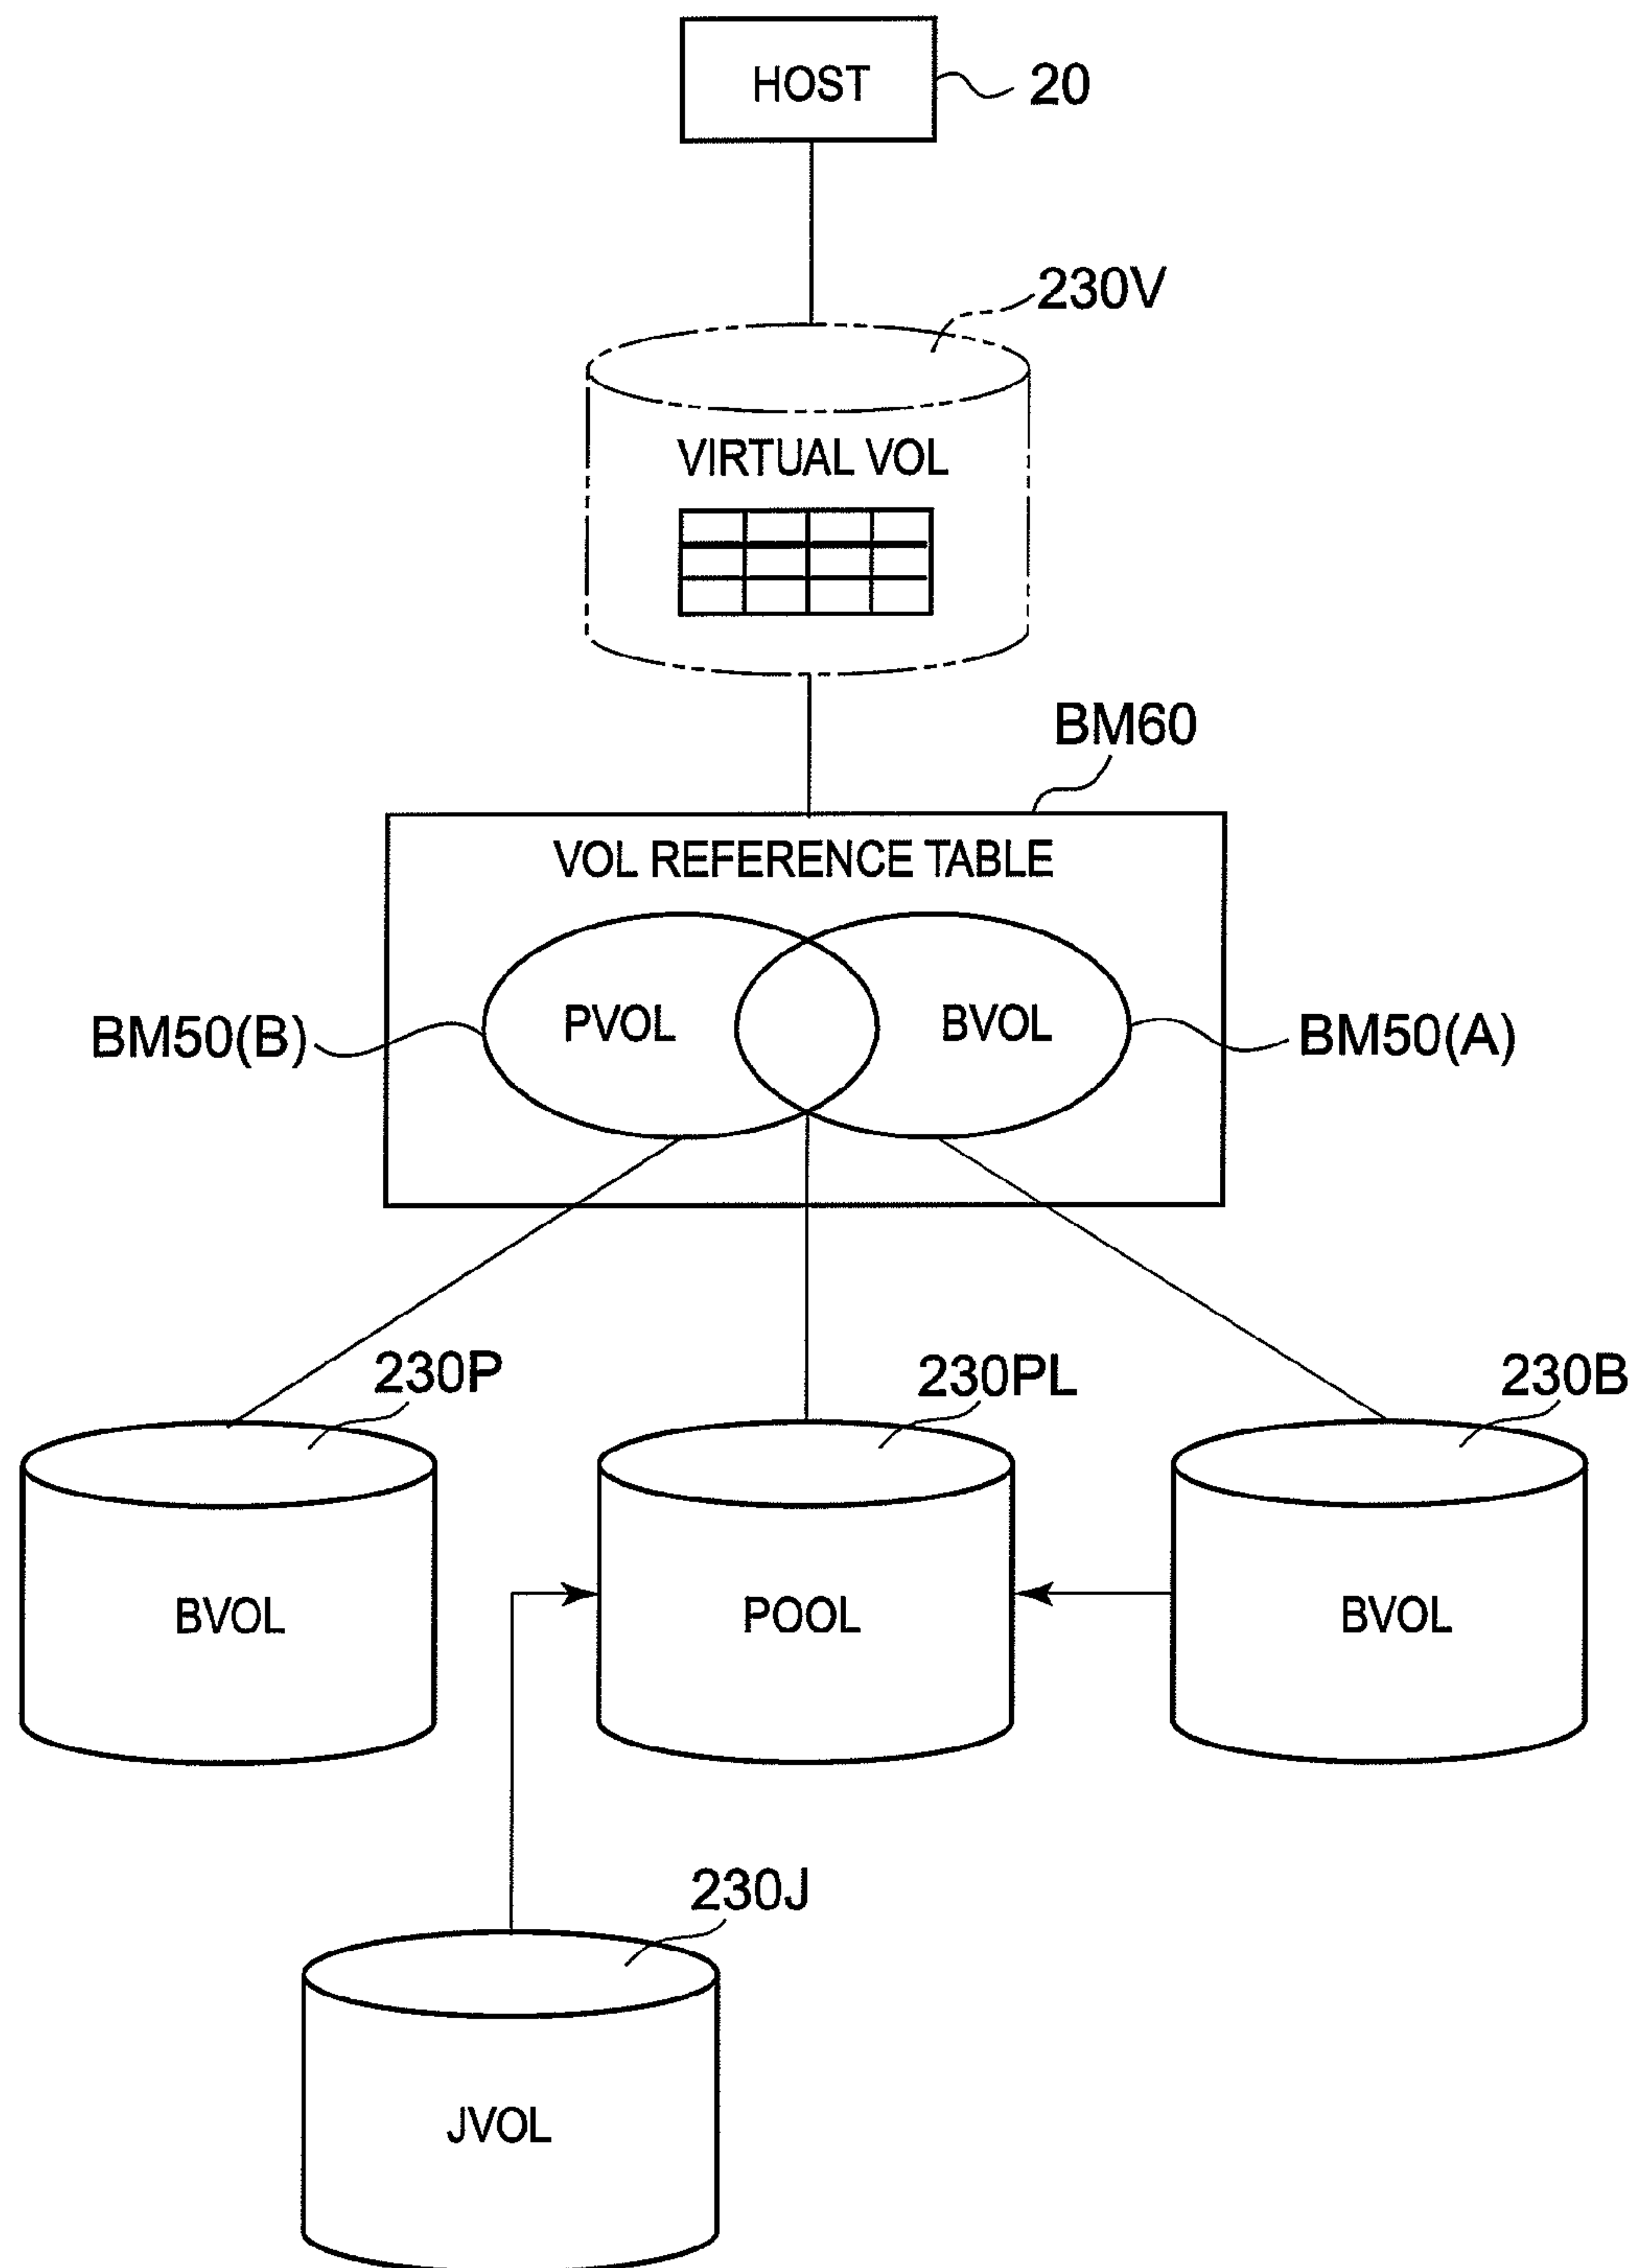 HOST
20
230V
VIRTUAL VOL
BM60
VOL REFERENCE TABLE
BM50(B)
PVOL
BVOL
BM50(A)
230P
230PL
230B
BVOL
POOL
BVOL
230J
JVOL